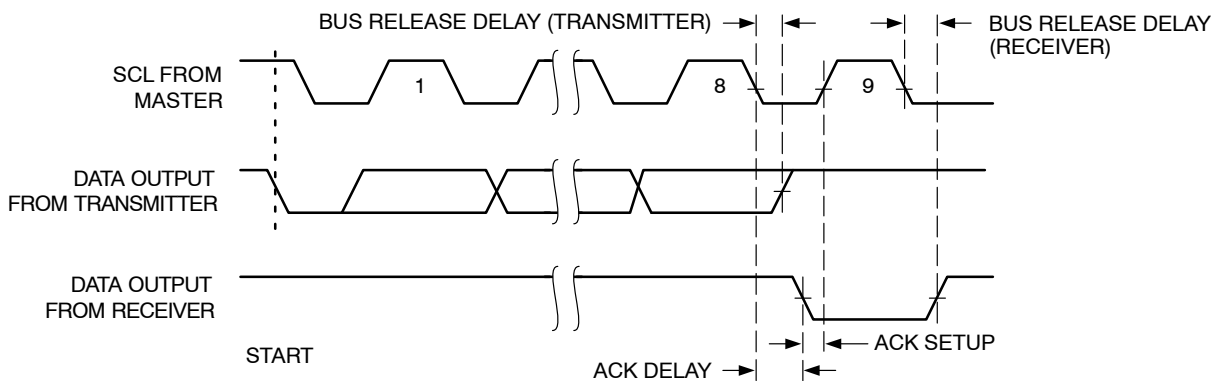 BUS RELEASE DELAY (TRANSMITTER)
BUS RELEASE DELAY
(RECEIVER)
SCL FROM
MASTER
1
8
9
DATA OUTPUT
FROM TRANSMITTER
DATA OUTPUT
FROM RECEIVER
START
ACK SETUP
ACK DELAY